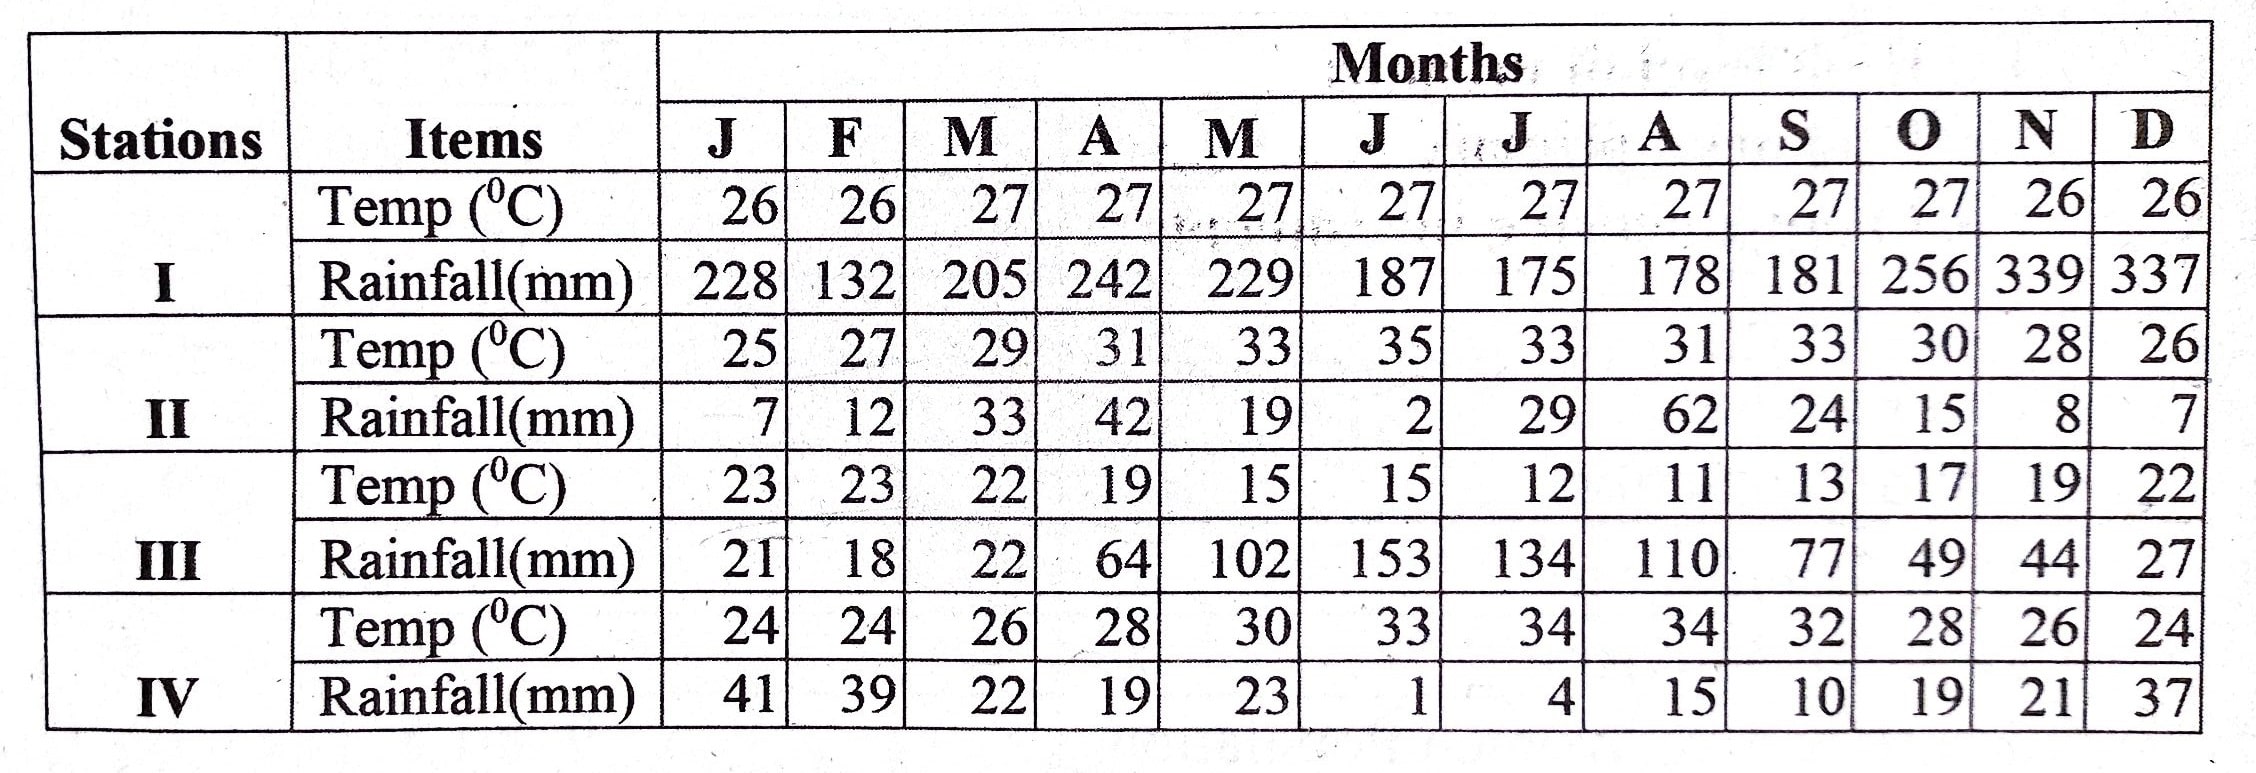 Months
Stations Items J F M A M J J A S O N D
Temp (⁰C) 26 26 27 27 27 27 27 27 27 27 26 26
I Rainfall(mm) 228 132 205 242 229 187 175 178 181 256 339 337
Temp (⁰C) 25 27 29 31 33 35 33 31 33 30 28 26
II Rainfall(mm) 7 12 33 42 19 2 29 62 24 15 8 7
Temp (⁰C) 23 23 22 19 15 15 12 11 13 17 19 22
III Rainfall(mm) 21 18 22 64 102 153 134 110 77 49 44 27
Temp (⁰C) 24 24 26 28 30 33 34 34 32 28 26 24
IV Rainfall(mm) 41 39 22 19 23 1 4 15 10 19 21 37